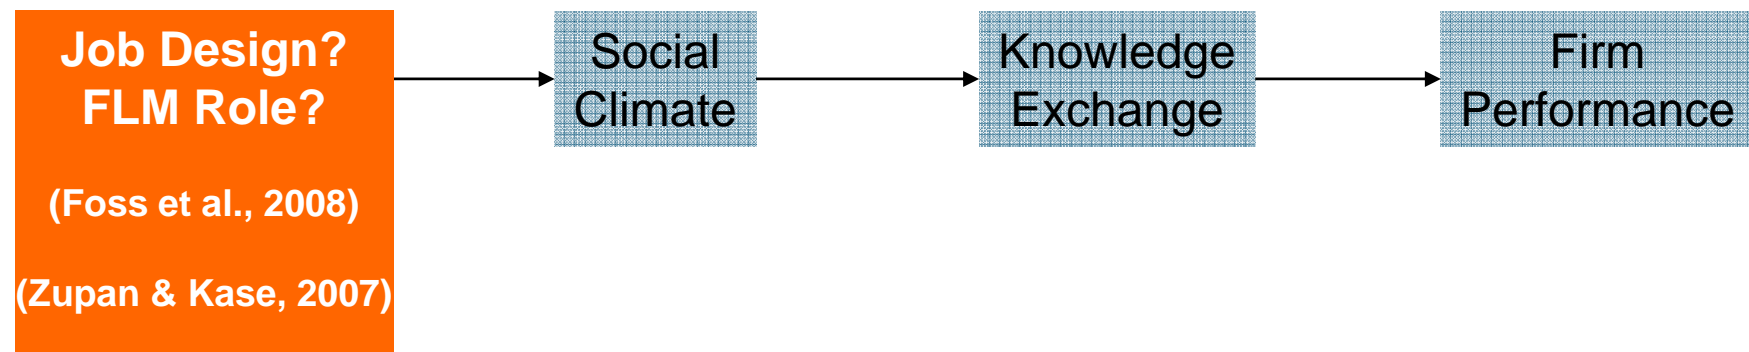 Job Design?
FLM Role?
(Foss et al., 2008)
(Zupan & Kase, 2007)
Social
Climate
Knowledge
Exchange
Firm
Performance